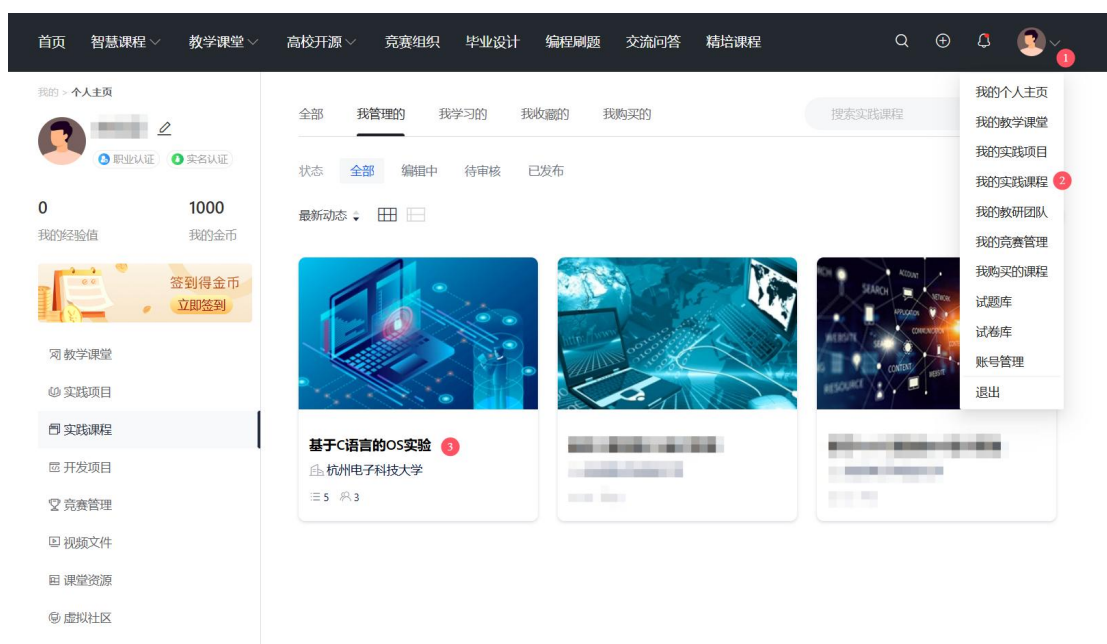 首页 智慧课程 教学课堂 高校开源 竞赛组织 毕业设计 编程刷题 交流问答 精培课程
1
我的 > 个人主页
职业认证 实名认证
0 1000
我的经验值 我的金币
签到得金币
立即签到
教学课堂
实践项目
实践课程
开发项目
竞赛管理
视频文件
课堂资源
虚拟社区
全部 我管理的 我学习的 我收藏的 我购买的 搜索实践课程
状态 全部 编辑中 待审核 已发布
最新动态
基于C语言的OS实验 3
杭州电子科技大学
5 3
ACCOUNT
SEARCH
NETWORK
APPLICATION
COMMUNICATION
WEBSITE
CONTENT
WEBSITE
RESOURCE
我的个人主页
我的教学课堂
我的实践项目
我的实践课程 2
我的教研团队
我的竞赛管理
我购买的课程
试题库
试卷库
账号管理
退出